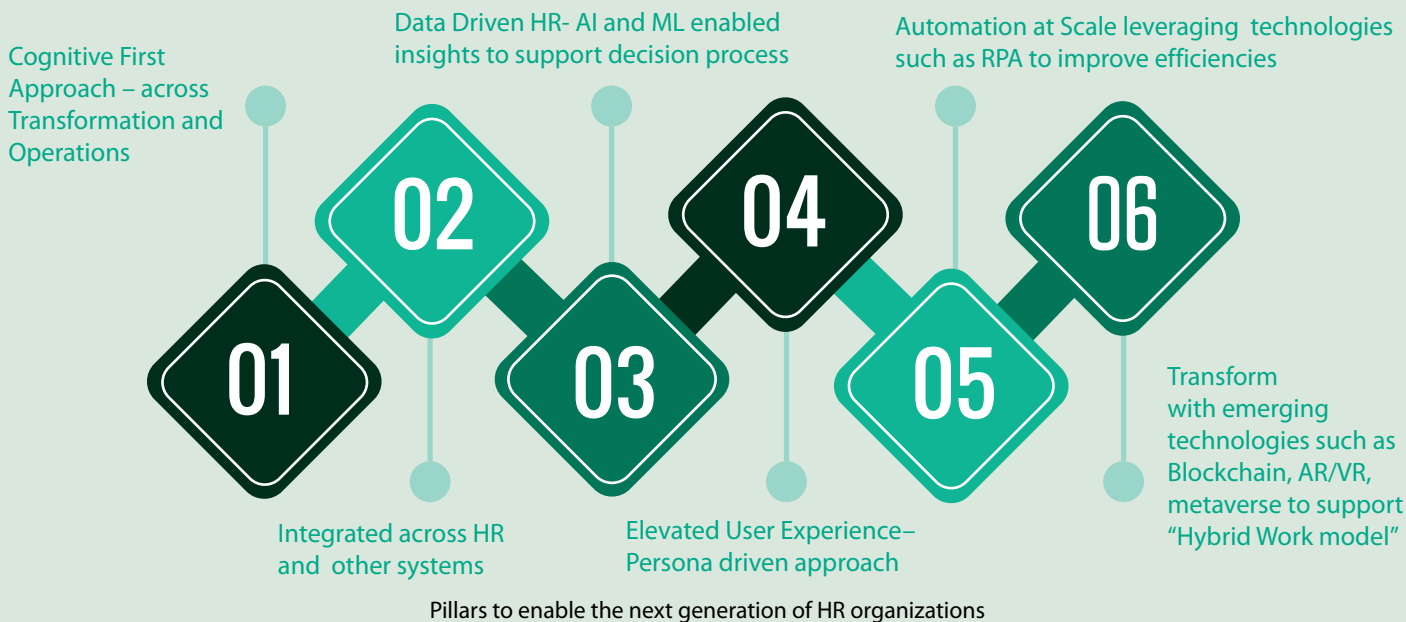 Cognitive First
Approach – across
Transformation and
Operations
01
Integrated across HR
and other systems
02
Data Driven HR- AI and ML enabled
insights to support decision process
03
Elevated User Experience–
Persona driven approach
04
Automation at Scale leveraging technologies
such as RPA to improve efficiencies
05
Transform
with emerging
technologies such as
Blockchain, AR/VR,
metaverse to support
“Hybrid Work model”
06
Pillars to enable the next generation of HR organizations